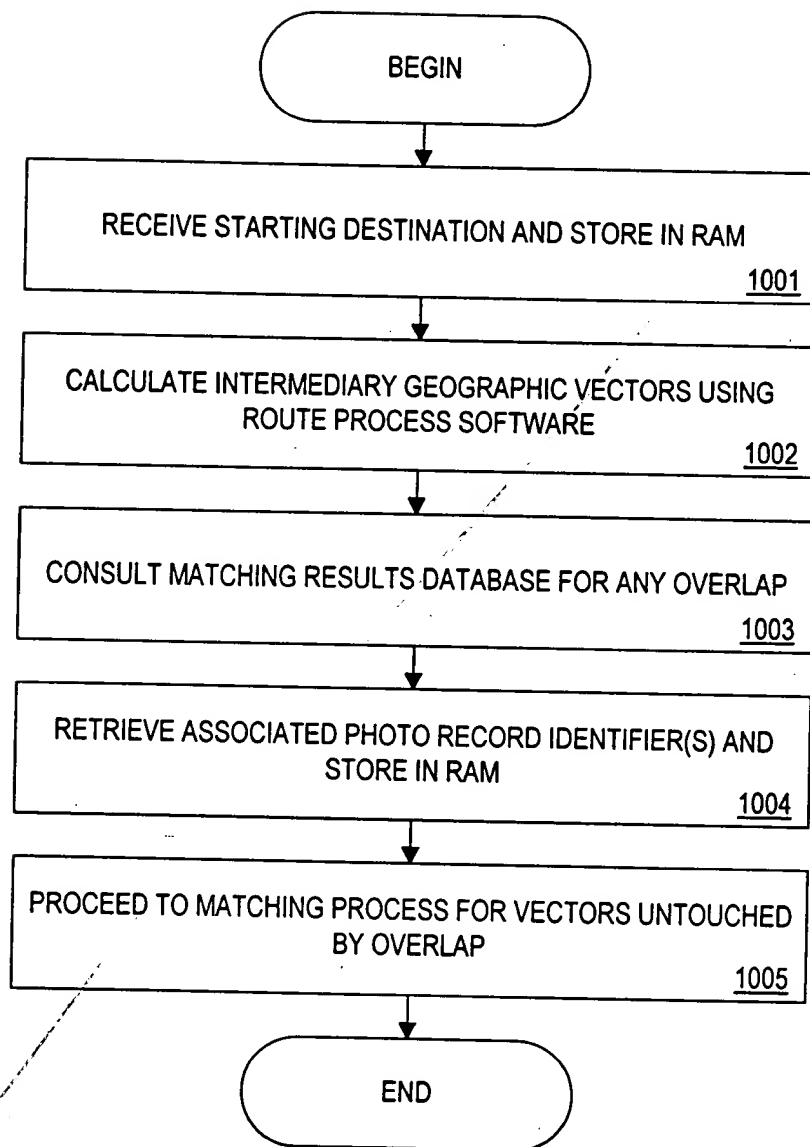 BEGIN
RECEIVE STARTING DESTINATION AND STORE IN RAM
1001
CALCULATE INTERMEDIARY GEOGRAPHIC VECTORS USING
ROUTE PROCESS SOFTWARE
1002
CONSULT MATCHING RESULTS DATABASE FOR ANY OVERLAP
1003
RETRIEVE ASSOCIATED PHOTO RECORD IDENTIFIER(S) AND
STORE IN RAM
1004
PROCEED TO MATCHING PROCESS FOR VECTORS UNTOUCHED
BY OVERLAP
1005
END